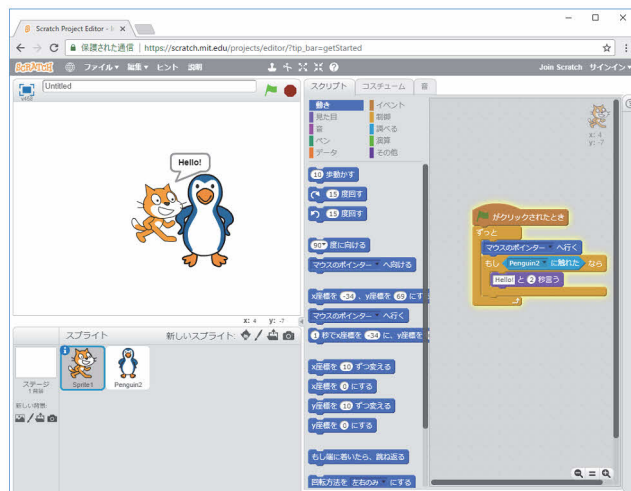 Scratch Project Editor - I
保護された通信 | https://scratch.mit.edu/projects/editor/?tip_bar=getStarted
SCRATCH ファイル▼ 編集▼ ヒント 説明 Join Scratch サインイン▼
Untitled
v458
Hello!
x: 4 y: -7
スプライト 新しいスプライト:
ステージ
1 背景
新しい背景:
Sprite1
Penguin2
スクリプト コスチューム 音
動き イベント
見た目 制御
音 調べる
ペン 演算
データ その他
10 歩動かす
15 度回す
15 度回す
90▼ 度に向ける
マウスのポインター へ向ける
x座標を -34 、y座標を 69 にす
マウスのポインター へ行く
1 秒でx座標を -34 に、y座標を
x座標を 10 ずつ変える
x座標を 0 にする
y座標を 10 ずつ変える
y座標を 0 にする
もし端に着いたら、跳ね返る
回転方法を 左右のみ にする
x: 4
y: -7
がクリックされたとき
ずっと
マウスのポインター へ行く
もし Penguin2 に触れた なら
Hello! と 2 秒言う